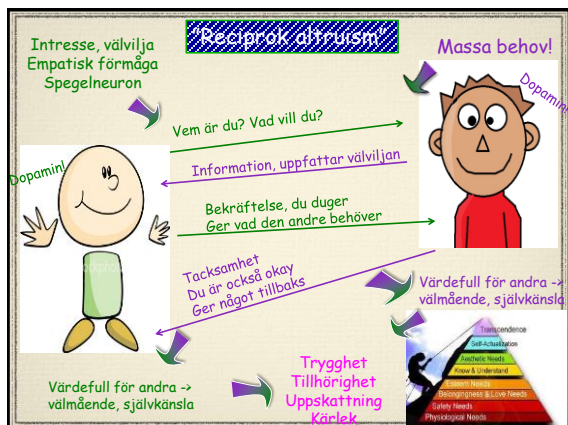 "Reciprok altruism"
Intresse, välvilja
Empatisk förmåga
Spegelneuron
Massa behov!
Dopamin!
Dopamin!
Vem är du? Vad vill du?
Information, uppfattar välviljan
Bekräftelse, du duger
Ger vad den andre behöver
Tacksamhet
Du är också okay
Ger något tillbaks
Värdefull för andra ->
välmående, självkänsla
Värdefull för andra ->
välmående, självkänsla
Trygghet
Tillhörighet
Uppskattning
Kärlek
Transcendence
Self-Actualization
Aesthetic Needs
Know & Understand
Esteem Needs
Belongingness & Love Needs
Safety Needs
Physiological Needs